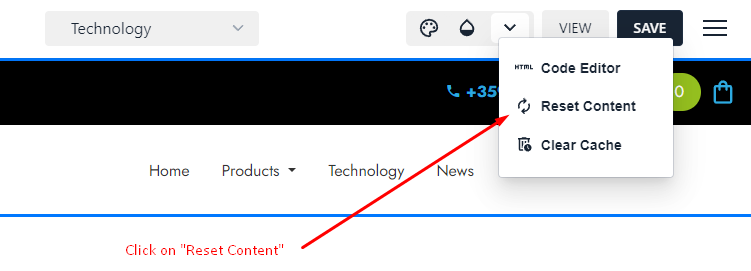 Technology
VIEW
SAVE
HTML Code Editor
+359
Reset Content
0
Clear Cache
Home
Products
Technology
News
Click on "Reset Content"